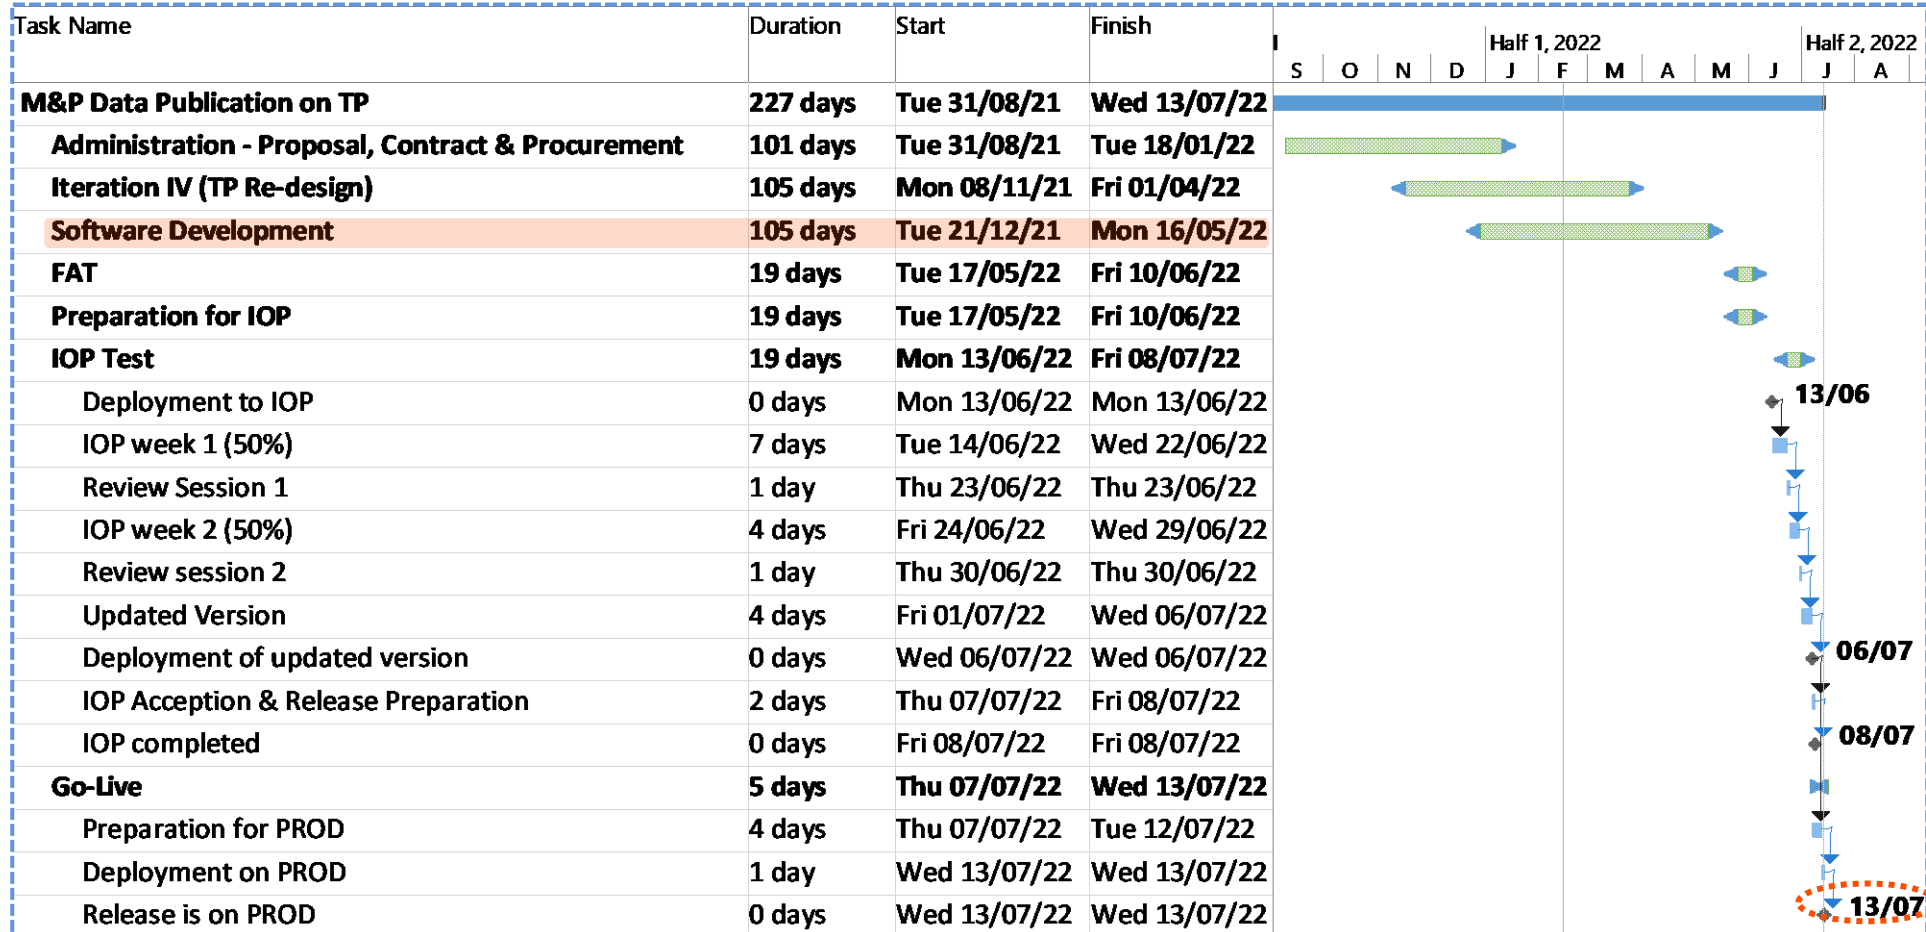 Task Name Duration Start Finish
Half 1, 2022 Half 2, 2022
S O N D J F M A M J J A
M&P Data Publication on TP 227 days Tue 31/08/21 Wed 13/07/22
Administration - Proposal, Contract & Procurement 101 days Tue 31/08/21 Tue 18/01/22
Iteration IV (TP Re-design) 105 days Mon 08/11/21 Fri 01/04/22
Software Development 105 days Tue 21/12/21 Mon 16/05/22
FAT 19 days Tue 17/05/22 Fri 10/06/22
Preparation for IOP 19 days Tue 17/05/22 Fri 10/06/22
IOP Test 19 days Mon 13/06/22 Fri 08/07/22
Deployment to IOP 0 days Mon 13/06/22 Mon 13/06/22 13/06
IOP week 1 (50%) 7 days Tue 14/06/22 Wed 22/06/22
Review Session 1 1 day Thu 23/06/22 Thu 23/06/22
IOP week 2 (50%) 4 days Fri 24/06/22 Wed 29/06/22
Review session 2 1 day Thu 30/06/22 Thu 30/06/22
Updated Version 4 days Fri 01/07/22 Wed 06/07/22
Deployment of updated version 0 days Wed 06/07/22 Wed 06/07/22 06/07
IOP Acception & Release Preparation 2 days Thu 07/07/22 Fri 08/07/22
IOP completed 0 days Fri 08/07/22 Fri 08/07/22 08/07
Go-Live 5 days Thu 07/07/22 Wed 13/07/22
Preparation for PROD 4 days Thu 07/07/22 Tue 12/07/22
Deployment on PROD 1 day Wed 13/07/22 Wed 13/07/22
Release is on PROD 0 days Wed 13/07/22 Wed 13/07/22 13/07